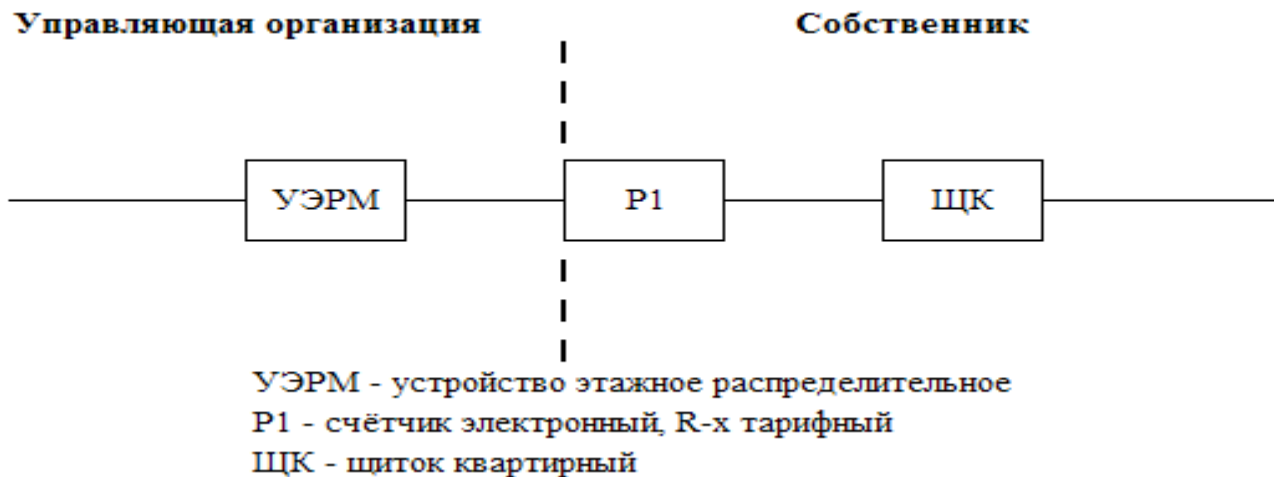 Управляющая организация
Собственник
УЭРМ
Р1
ЩК
УЭРМ - устройство этажное распределительное
Р1 - счётчик электронный, R-х тарифный
ЩК - щиток квартирный